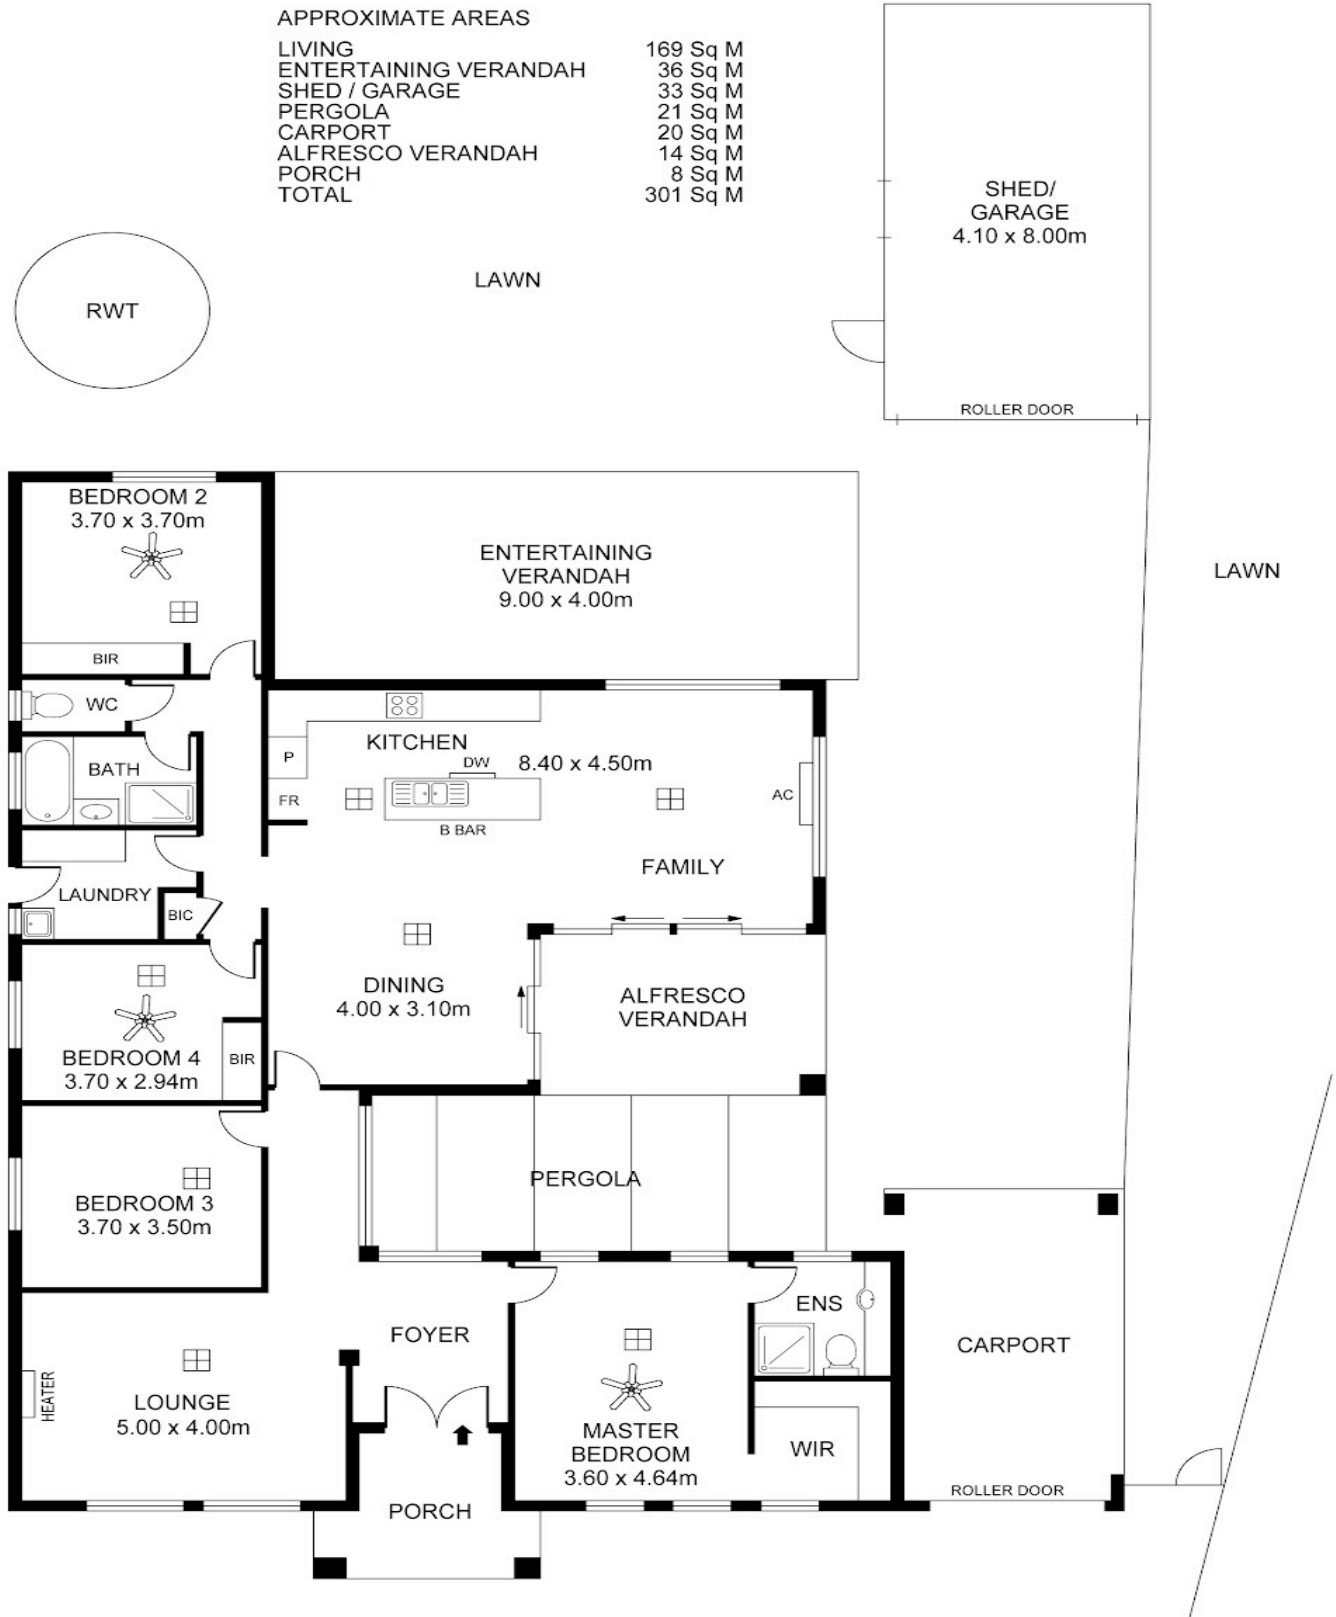 APPROXIMATE AREAS
LIVING 169 Sq M
ENTERTAINING VERANDAH 36 Sq M
SHED / GARAGE 33 Sq M
PERGOLA 21 Sq M
CARPORT 20 Sq M
ALFRESCO VERANDAH 14 Sq M
PORCH 8 Sq M
TOTAL 301 Sq M
SHED/
GARAGE
4.10 x 8.00m
ROLLER DOOR
LAWN
RWT
BEDROOM 2
3.70 x 3.70m
BIR
ENTERTAINING
VERANDAH
9.00 x 4.00m
LAWN
WC
BATH
KITCHEN
8.40 x 4.50m
P
DW
FR
B BAR
AC
FAMILY
LAUNDRY
BIC
DINING
4.00 x 3.10m
ALFRESCO
VERANDAH
BEDROOM 4
3.70 x 2.94m
BIR
BEDROOM 3
3.70 x 3.50m
PERGOLA
ENS
FOYER
CARPORT
HEATER
LOUNGE
5.00 x 4.00m
MASTER
BEDROOM
3.60 x 4.64m
WIR
ROLLER DOOR
PORCH